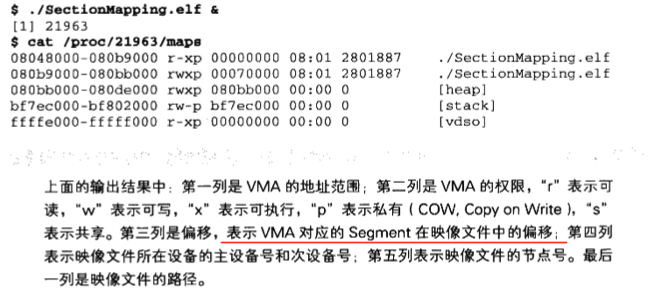 $ ./SectionMapping.elf &
[1] 21963
$ cat /proc/21963/maps
08048000-080b9000 r-xp 00000000 08:01 2801887 ./SectionMapping.elf
080b9000-080bb000 rwxp 00070000 08:01 2801887 ./SectionMapping.elf
080bb000-080de000 rwxp 080bb000 00:00 0 [heap]
bf7ec000-bf802000 rw-p bf7ec000 00:00 0 [stack]
ffffe000-fffff000 r-xp 00000000 00:00 0 [vdso]
上面的输出结果中：第一列是 VMA 的地址范围；第二列是 VMA 的权限，“r” 表示可
读，“w” 表示可写，“x” 表示可执行，“p” 表示私有（COW, Copy on Write），“s”
表示共享。第三列是偏移，表示 VMA 对应的 Segment 在映像文件中的偏移；第四列
表示映像文件所在设备的主设备号和次设备号；第五列表示映像文件的节点号。最后
一列是映像文件的路径。